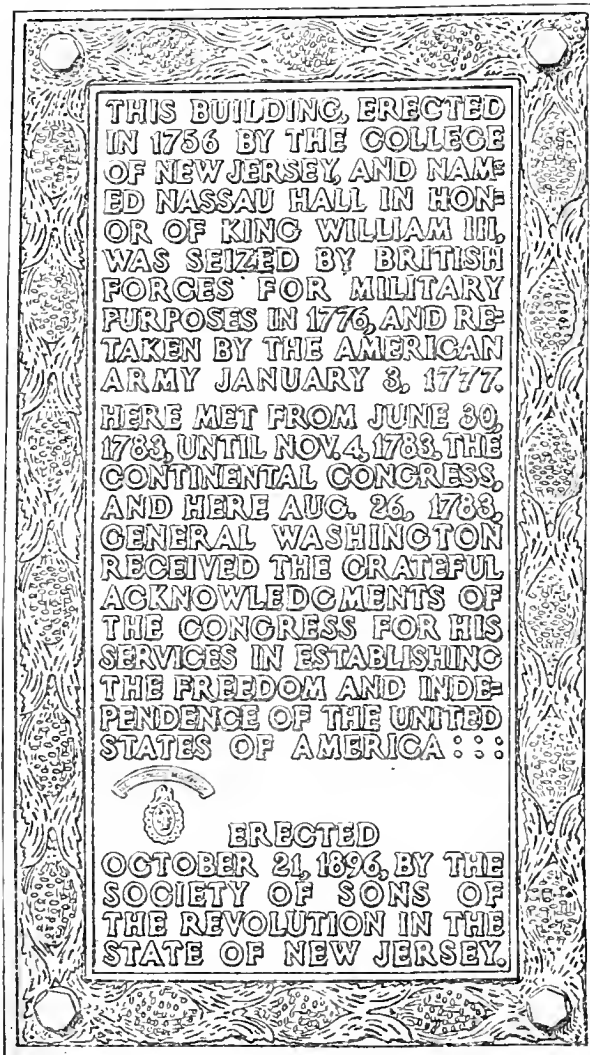 THIS BUILDING, ERECTED
IN 1756 BY THE COLLEGE
OF NEW JERSEY, AND NAM=
ED NASSAU HALL IN HON=
OR OF KING WILLIAM III,
WAS SEIZED BY BRITISH
FORCES FOR MILITARY
PURPOSES IN 1776, AND RE=
TAKEN BY THE AMERICAN
ARMY JANUARY 3, 1777.
HERE MET FROM JUNE 30,
1783, UNTIL NOV. 4, 1783, THE
CONTINENTAL CONGRESS,
AND HERE AUG. 26, 1783,
GENERAL WASHINGTON
RECEIVED THE GRATEFUL
ACKNOWLEDGMENTS OF
THE CONGRESS FOR HIS
SERVICES IN ESTABLISHING
THE FREEDOM AND INDE=
PENDENCE OF THE UNITED
STATES OF AMERICA : : :
ERECTED
OCTOBER 21, 1896, BY THE
SOCIETY OF SONS OF
THE REVOLUTION IN THE
STATE OF NEW JERSEY.